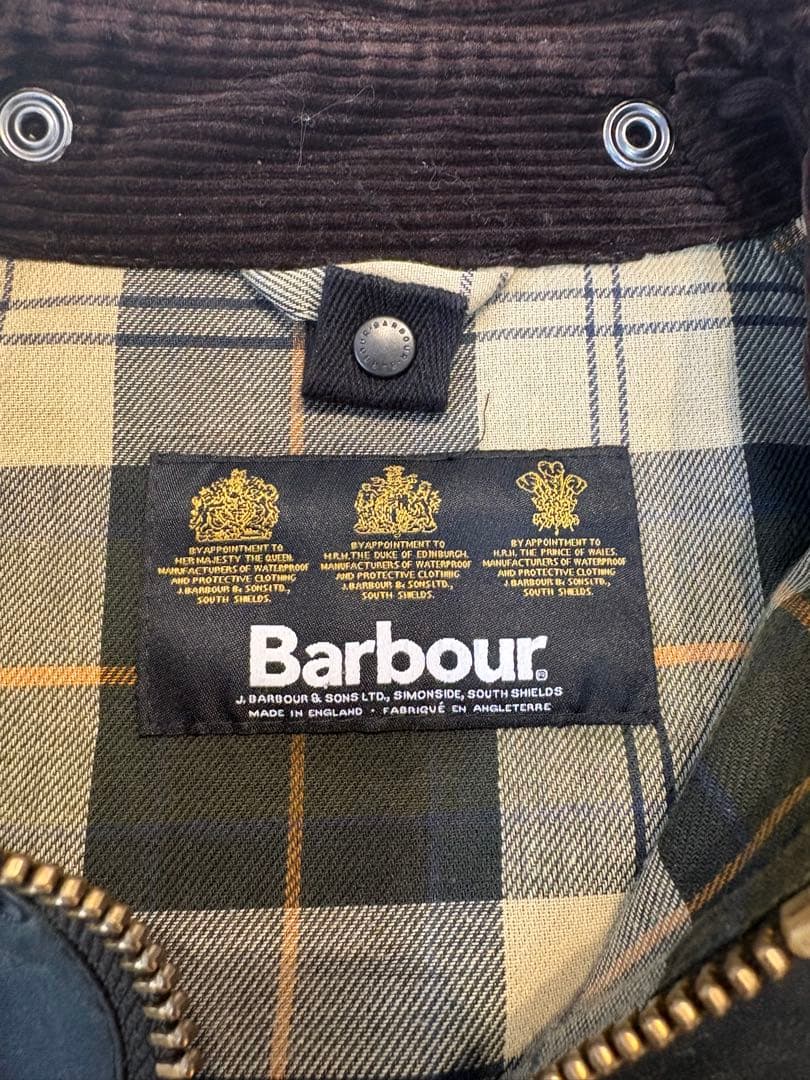 BARBOUR
BY APPOINTMENT TO
HER MAJESTY THE QUEEN.
MANUFACTURERS OF WATERPROOF
AND PROTECTIVE CLOTHING
J. BARBOUR & SONS LTD.,
SOUTH SHIELDS.
BY APPOINTMENT TO
H.R.H. THE DUKE OF EDINBURGH.
MANUFACTURERS OF WATERPROOF
AND PROTECTIVE CLOTHING
J. BARBOUR & SONS LTD.,
SOUTH SHIELDS.
BY APPOINTMENT TO
H.R.H. THE PRINCE OF WALES.
MANUFACTURERS OF WATERPROOF
AND PROTECTIVE CLOTHING
J. BARBOUR & SONS LTD.,
SOUTH SHIELDS.
Barbour®
J. BARBOUR & SONS LTD., SIMONSIDE, SOUTH SHIELDS
MADE IN ENGLAND · FABRIQUÉ EN ANGLETERRE